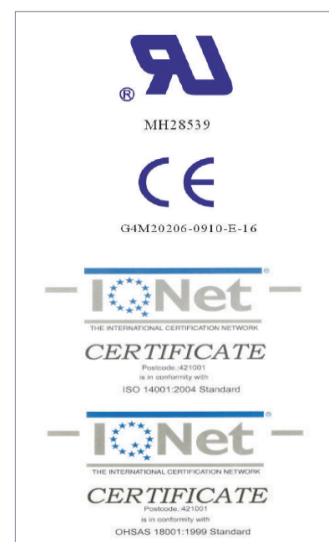 RU
®
MH28539
CE
G4M20206-0910-E-16
IQNet ®
THE INTERNATIONAL CERTIFICATION NETWORK
CERTIFICATE
Postcode.:421001
is in conformity with
ISO 14001:2004 Standard
IQNet ®
THE INTERNATIONAL CERTIFICATION NETWORK
CERTIFICATE
Postcode.:421001
is in conformity with
OHSAS 18001:1999 Standard